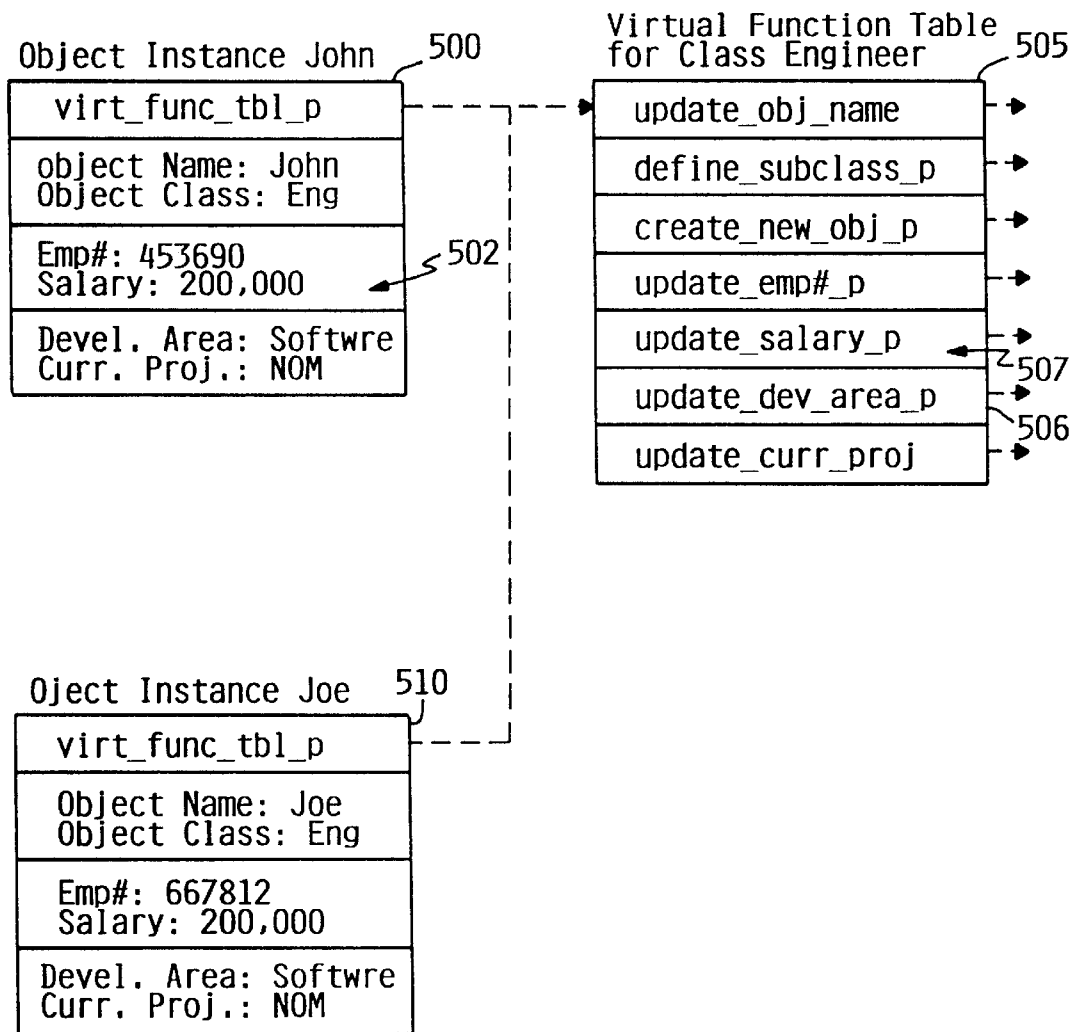 Object Instance John
500
virt_func_tbl_p
object Name: John
Object Class: Eng
Emp#: 453690
Salary: 200,000
502
Devel. Area: Softwre
Curr. Proj.: NOM
Virtual Function Table
for Class Engineer
505
update_obj_name
define_subclass_p
create_new_obj_p
update_emp#_p
update_salary_p
507
update_dev_area_p
506
update_curr_proj
Oject Instance Joe
510
virt_func_tbl_p
Object Name: Joe
Object Class: Eng
Emp#: 667812
Salary: 200,000
Devel. Area: Softwre
Curr. Proj.: NOM